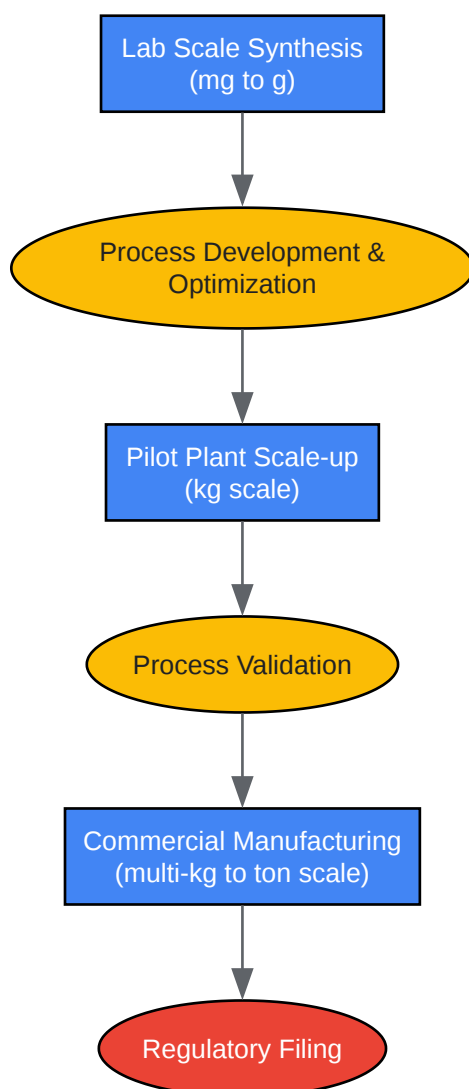 Lab Scale Synthesis
(mg to g)
Process Development &
Optimization
Pilot Plant Scale-up
(kg scale)
Process Validation
Commercial Manufacturing
(multi-kg to ton scale)
Regulatory Filing